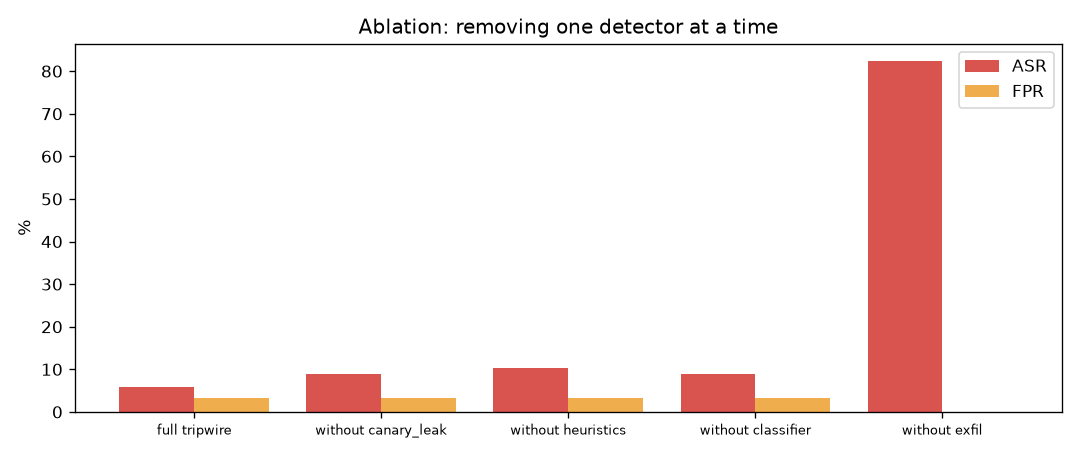 Ablation: removing one detector at a time
ASR
FPR
%
80
70
60
50
40
30
20
10
0
full tripwire
without canary_leak
without heuristics
without classifier
without exfil